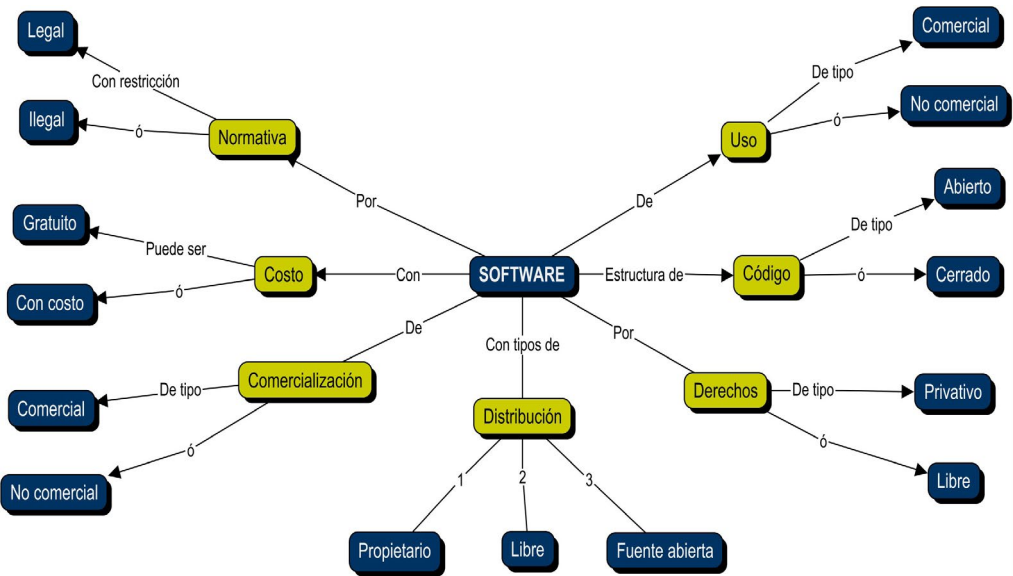 Legal
Con restricción
Ilegal
ó
Normativa
Por
Comercial
De tipo
No comercial
ó
Uso
De
Abierto
De tipo
Gratuito
Puede ser
Costo
Con
SOFTWARE
Estructura de
Código
ó
Cerrado
Con costo
ó
De
Con tipos de
Por
Comercialización
De tipo
Comercial
ó
No comercial
Distribución
1
2
3
Propietario
Libre
Fuente abierta
Derechos
De tipo
Privativo
ó
Libre